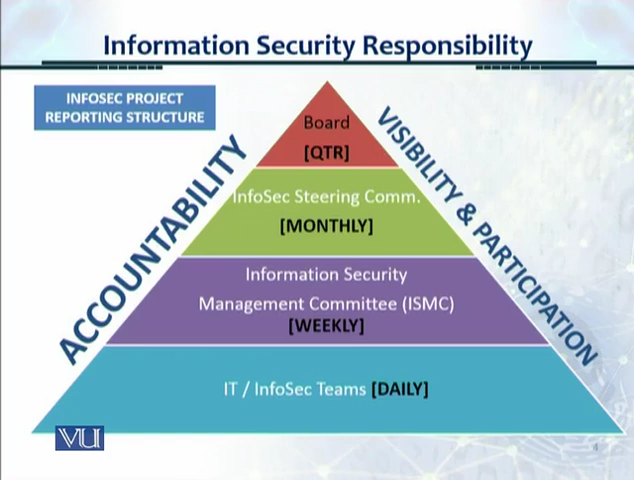 Information Security Responsibility
INFOSEC PROJECT
REPORTING STRUCTURE
ACCOUNTABILITY
VISIBILITY & PARTICIPATION
Board
[QTR]
InfoSec Steering Comm.
[MONTHLY]
Information Security
Management Committee (ISMC)
[WEEKLY]
IT / InfoSec Teams [DAILY]
VU
4